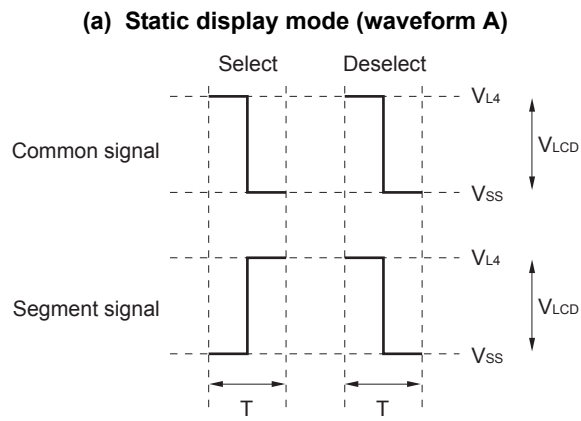 (a) Static display mode (waveform A)
Select Deselect
VL4
Common signal
VLCD
VSS
VL4
Segment signal
VLCD
VSS
T T